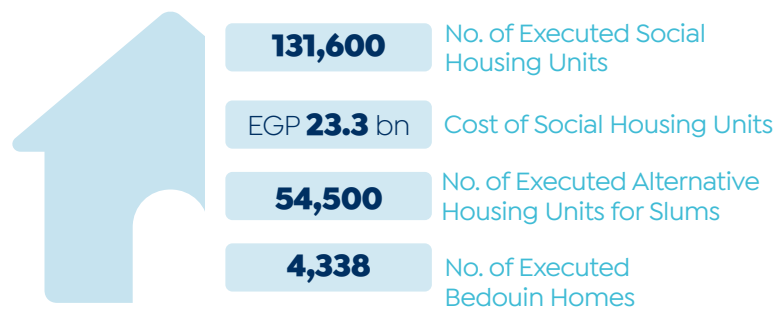 131,600
No. of Executed Social
Housing Units
EGP 23.3 bn
Cost of Social Housing Units
54,500
No. of Executed Alternative
Housing Units for Slums
4,338
No. of Executed
Bedouin Homes